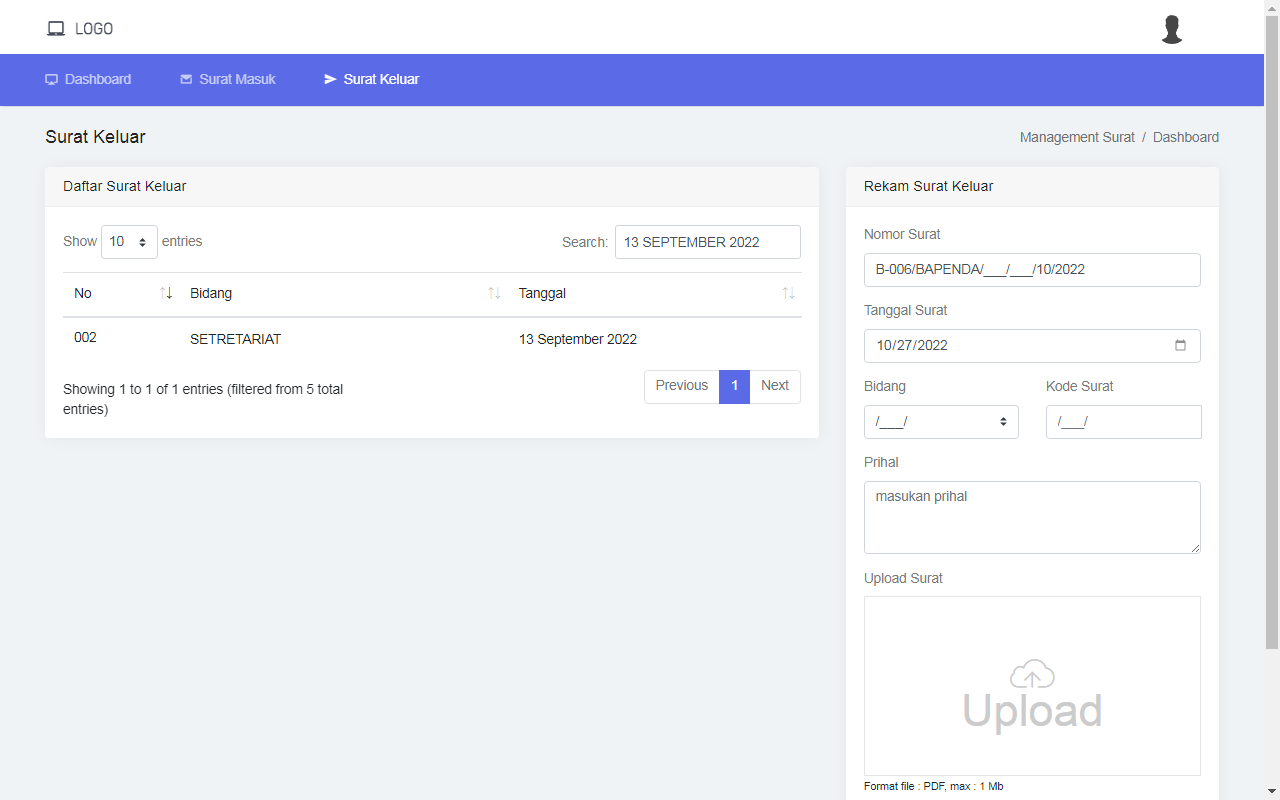 LOGO
Dashboard
Surat Masuk
Surat Keluar
Surat Keluar
Management Surat / Dashboard
Daftar Surat Keluar
Show 10 entries
Search: 13 SEPTEMBER 2022
No Bidang Tanggal
002 SETRETARIAT 13 September 2022
Showing 1 to 1 of 1 entries (filtered from 5 total
entries)
Previous 1 Next
Rekam Surat Keluar
Nomor Surat
B-006/BAPENDA/___/___/10/2022
Tanggal Surat
10/27/2022
Bidang Kode Surat
/___/ /___/
Prihal
masukan prihal
Upload Surat
Upload
Format file : PDF, max : 1 Mb